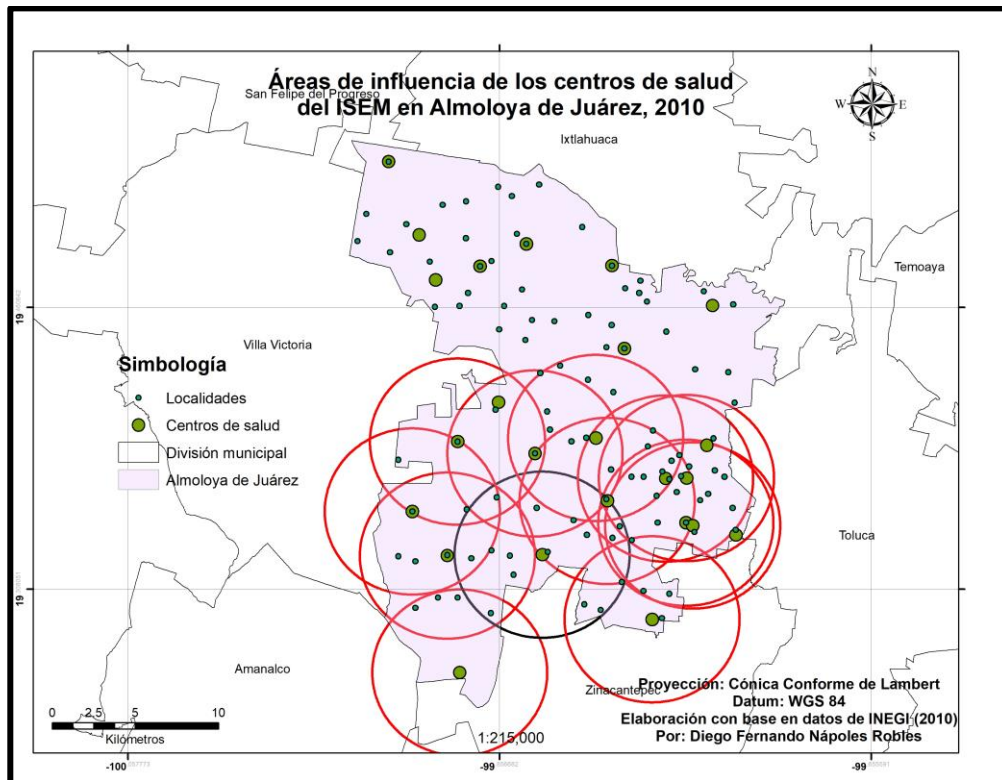 Áreas de influencia de los centros de salud
San Felipe del Progreso
del ISEM en Almoloya de Juárez, 2010
N
W E
S
Ixtlahuaca
Temoaya
Villa Victoria
Simbología
Localidades
Centros de salud
División municipal
Almoloya de Juárez
Toluca
Amanalco
Zinacantepec
Proyección: Cónica Conforme de Lambert
Datum: WGS 84
Elaboración con base en datos de INEGI (2010)
Por: Diego Fernando Nápoles Robles
0 2.5 5 10
Kilómetros
1:215,000
-100
-99
-99
19
19